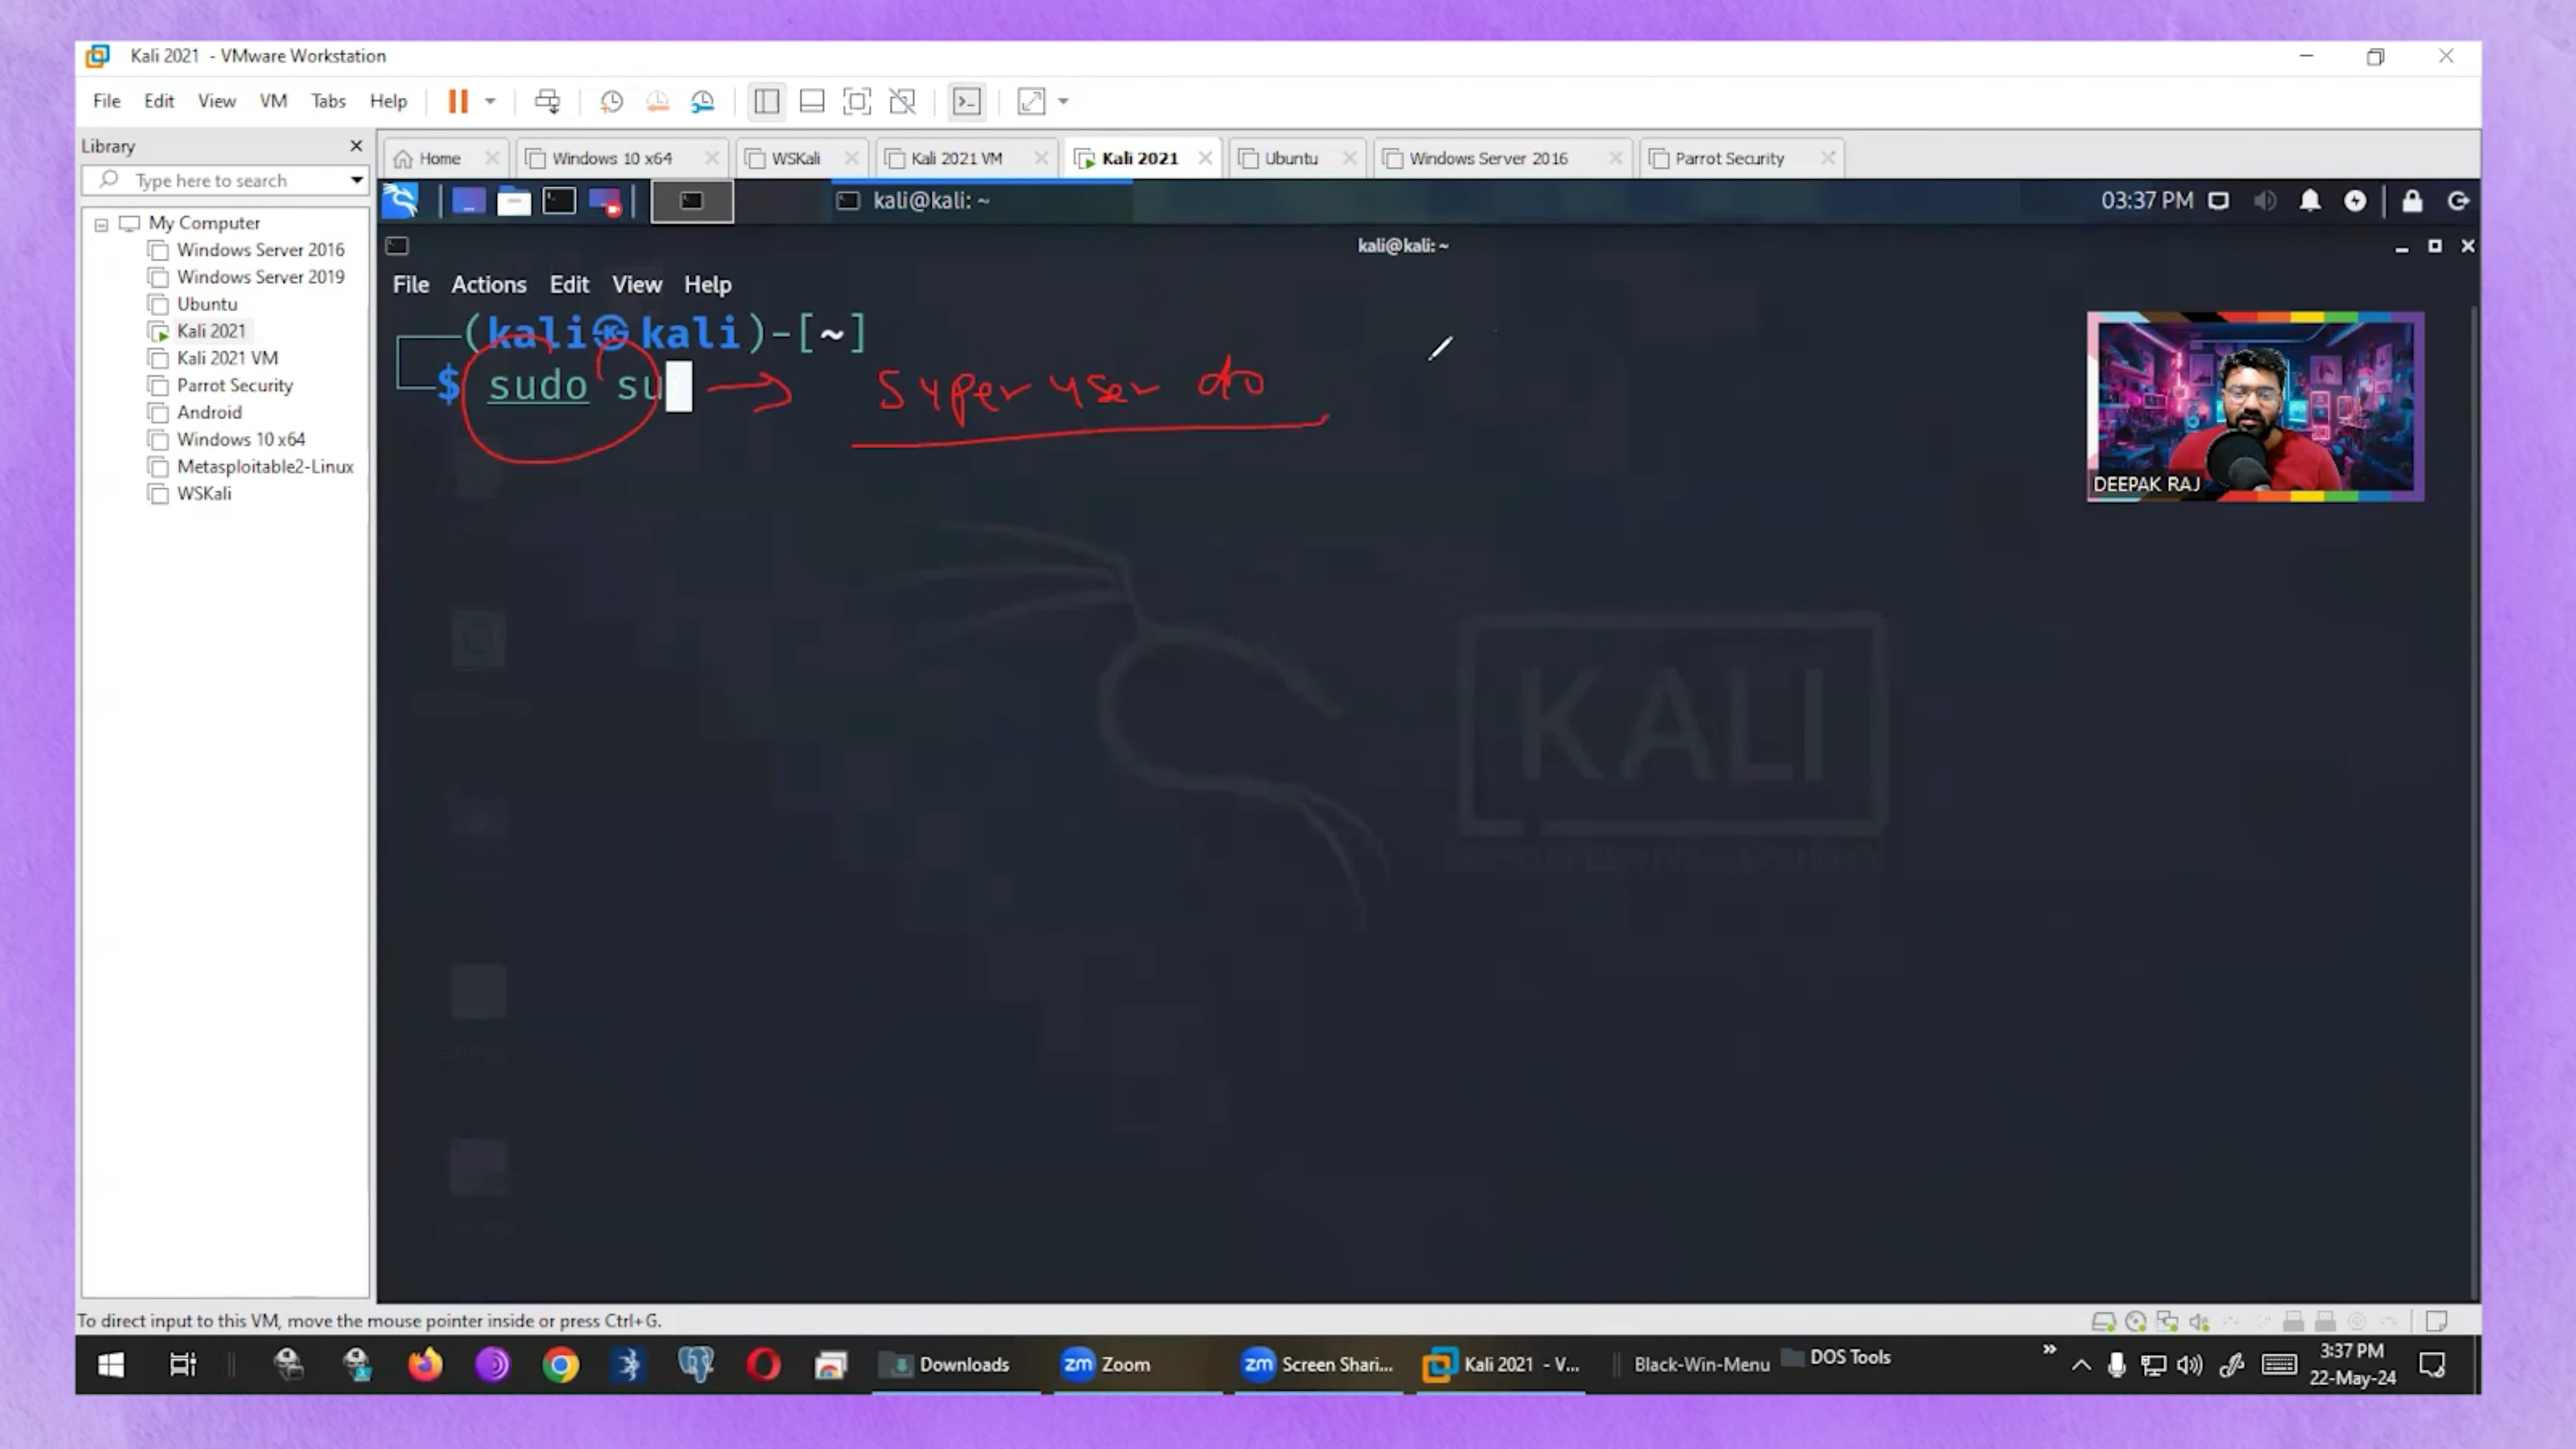 Kali 2021 - VMware Workstation
File Edit View VM Tabs Help
Library
Home Windows 10 x64 WSKali Kali 2021 VM Kali 2021 Ubuntu Windows Server 2016 Parrot Security
Type here to search
kali@kali: ~
03:37 PM
My Computer
Windows Server 2016
Windows Server 2019
Ubuntu
Kali 2021
Kali 2021 VM
Parrot Security
Android
Windows 10 x64
Metasploitable2-Linux
WSKali
kali@kali: ~
File Actions Edit View Help
(kali㉿kali)-[~]
$ sudo su
Super user do
DEEPAK RAJ
KALI
To direct input to this VM, move the mouse pointer inside or press Ctrl+G.
Downloads
zm Zoom
zm Screen Shari...
Kali 2021 - V...
Black-Win-Menu
DOS Tools
3:37 PM
22-May-24